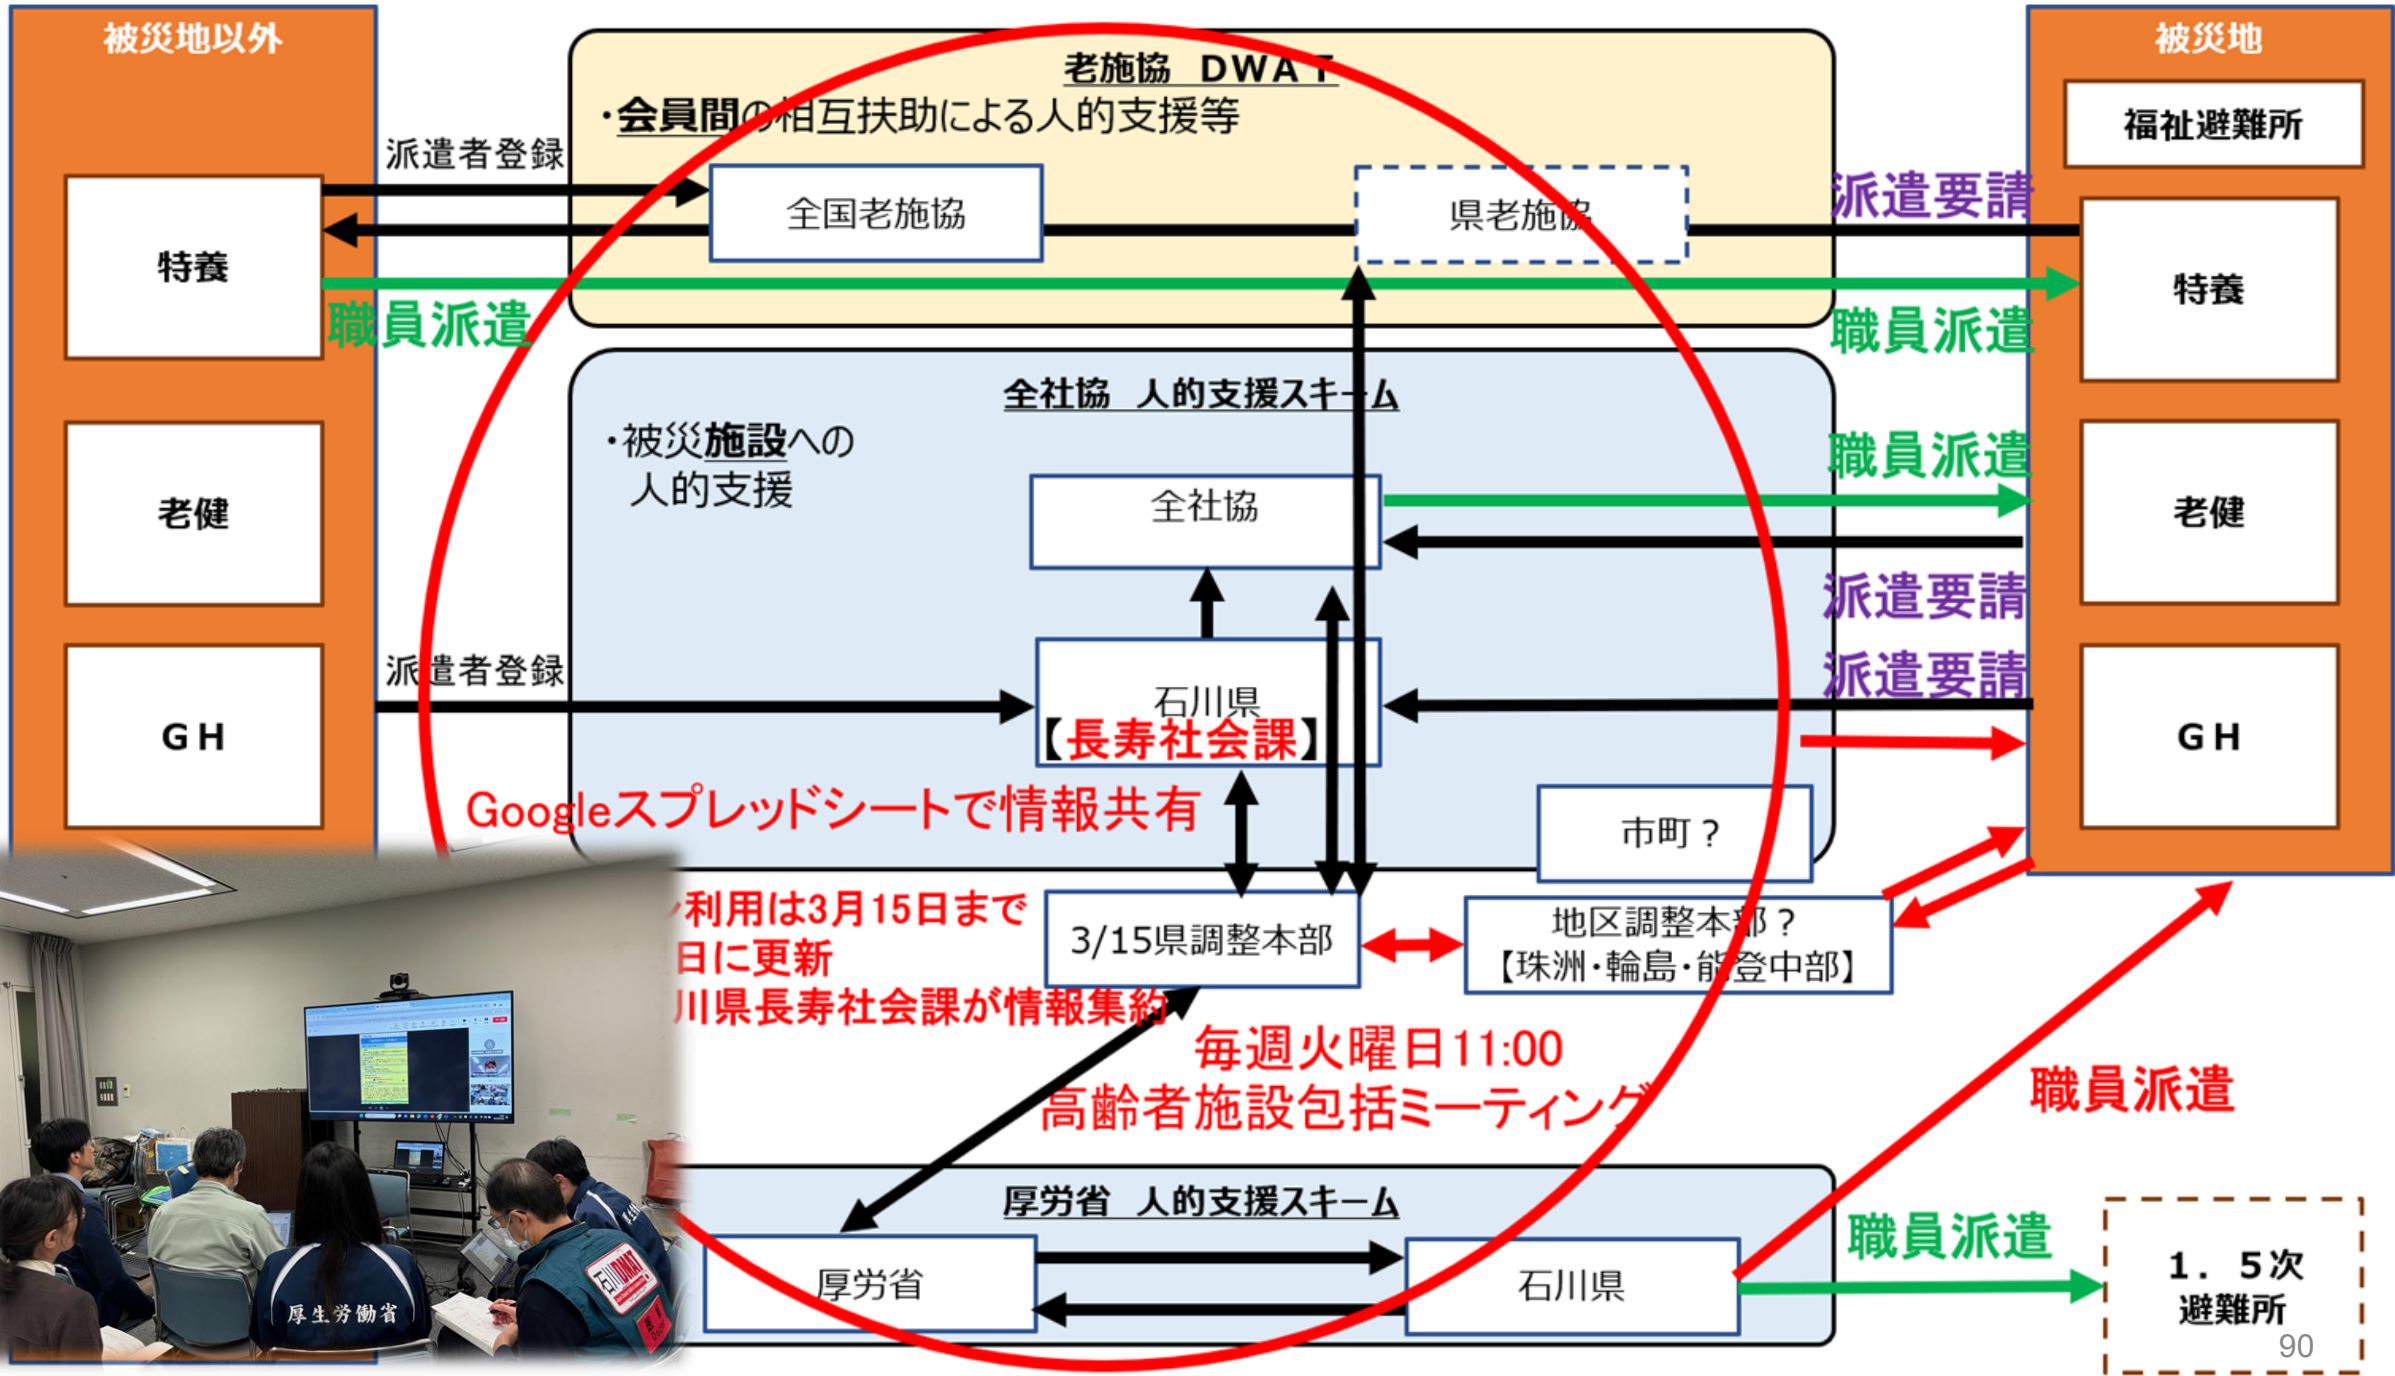 被災地以外
特養
老健
GH
派遣者登録
職員派遣
派遣者登録
老施協　DWAT
・会員間の相互扶助による人的支援等
全国老施協
県老施協
全社協　人的支援スキーム
・被災施設への
人的支援
全社協
石川県
【長寿社会課】
Googleスプレッドシートで情報共有
市町？
利用は3月15日まで
日に更新
川県長寿社会課が情報集約
3/15県調整本部
地区調整本部？
【珠洲・輪島・能登中部】
毎週火曜日11:00
高齢者施設包括ミーティング
厚労省　人的支援スキーム
厚労省
石川県
派遣要請
職員派遣
職員派遣
派遣要請
派遣要請
職員派遣
職員派遣
被災地
福祉避難所
特養
老健
GH
１．５次
避難所
90
厚生労働省
石川DMAT